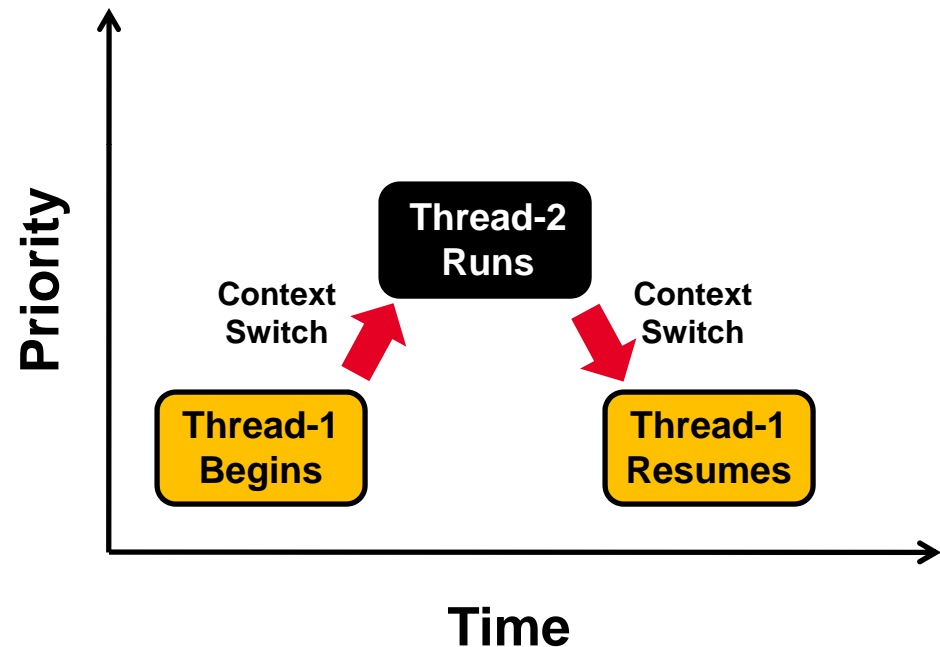 Priority
Thread-2
Runs
Context
Switch
Context
Switch
Thread-1
Begins
Thread-1
Resumes
Time